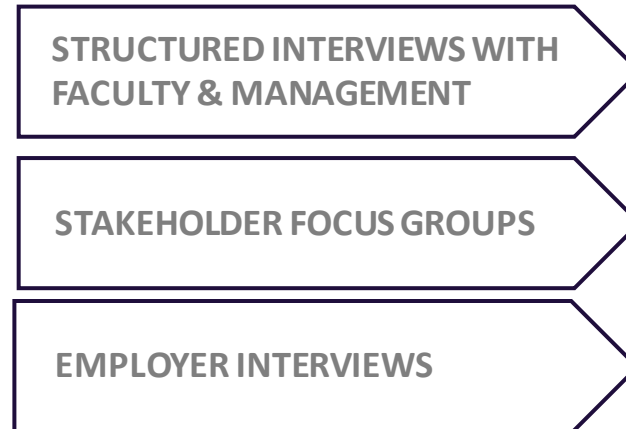 STRUCTURED INTERVIEWS WITH
FACULTY & MANAGEMENT
STAKEHOLDER FOCUS GROUPS
EMPLOYER INTERVIEWS